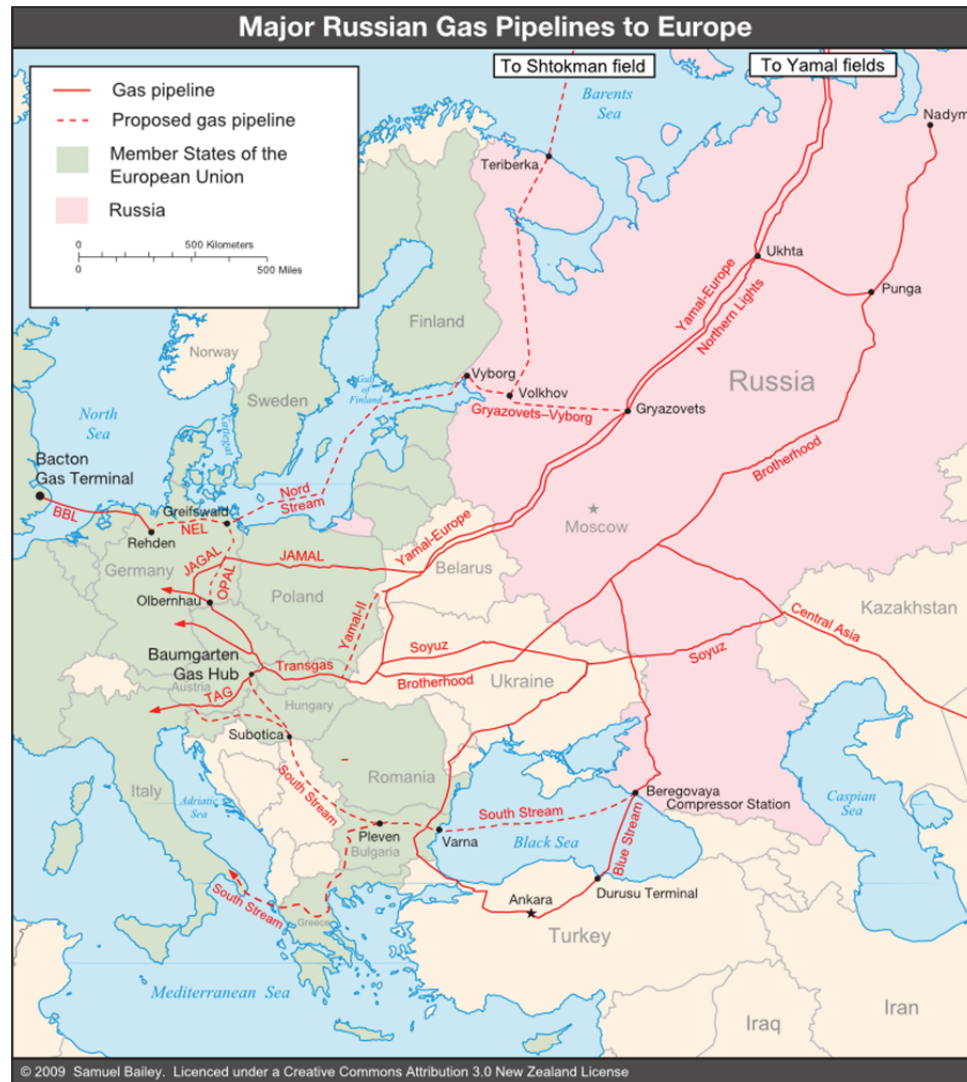 Major Russian Gas Pipelines to Europe
To Shtokman field
To Yamal fields
Gas pipeline
Proposed gas pipeline
Member States of the
European Union
Russia
0 500 Kilometers
0 500 Miles
Barents
Sea
Nadym
Teriberka
Ukhta
Punga
Yamal-Europe
Northern Lights
Finland
Norway
Russia
Sweden
Gulf
of
Finland
Vyborg
Volkhov
Gryazovets–Vyborg
Gryazovets
North
Sea
Kattegat
Brotherhood
Bacton
Gas Terminal
BBL
Nord
Stream
Greifswald
NEL
Rehden
Moscow
Yamal-Europe
JAGAL
JAMAL
OPAL
Germany
Belarus
Poland
Olbernhau
Yamal-II
Kazakhstan
Central Asia
Soyuz
Soyuz
Baumgarten
Gas Hub
Transgas
Brotherhood
Ukraine
Austria
TAG
Hungary
Subotica
South Stream
Romania
Italy
Adriatic
Sea
Beregovaya
Compressor Station
Caspian
Sea
South Stream
Pleven
Bulgaria
Varna
Black Sea
Blue Stream
South Stream
Durusu Terminal
Ankara
Greece
Turkey
Mediterranean Sea
Iraq
Iran
© 2009 Samuel Bailey. Licenced under a Creative Commons Attribution 3.0 New Zealand License